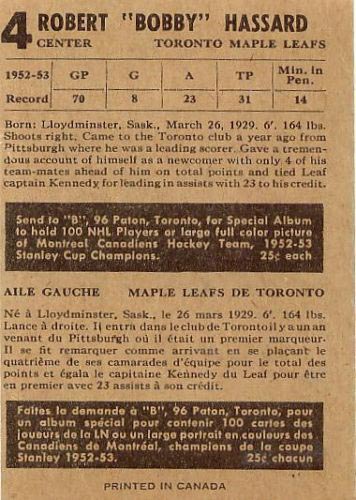 4 ROBERT "BOBBY" HASSARD
CENTER TORONTO MAPLE LEAFS
1952-53 GP G A TP Min. in Pen.
Record 70 8 23 31 14
Born: Lloydminster, Sask., March 26, 1929. 6'. 164 lbs.
Shoots right. Came to the Toronto club a year ago from
Pittsburgh where he was a leading scorer. Gave a tremen-
dous account of himself as a newcomer with only 4 of his
team-mates ahead of him on total points and tied Leaf
captain Kennedy for leading in assists with 23 to his credit.
Send to "B", 96 Paton, Toronto, for Special Album
to hold 100 NHL Players or large full color picture
of Montreal Canadiens Hockey Team, 1952-53
Stanley Cup Champions. 25¢ each
AILE GAUCHE MAPLE LEAFS DE TORONTO
Né à Lloydminster, Sask., le 26 mars 1929. 6'. 164 lbs.
Lance à droite. Il entra dans le club de Toronto il y a un an
venant du Pittsburgh où il était un premier marqueur.
Il se fit remarquer comme arrivant en se plaçant le
quatrième de ses camarades d'équipe pour le total des
points et égala le capitaine Kennedy du Leaf pour être
en premier avec 23 assists à son crédit.
Faites la demande à "B", 96 Paton, Toronto, pour
un album spécial pour contenir 100 cartes des
joueurs de la LN ou un large portrait en couleurs des
Canadiens de Montréal, champions de la coupe
Stanley 1952-53. 25¢ chacun
PRINTED IN CANADA